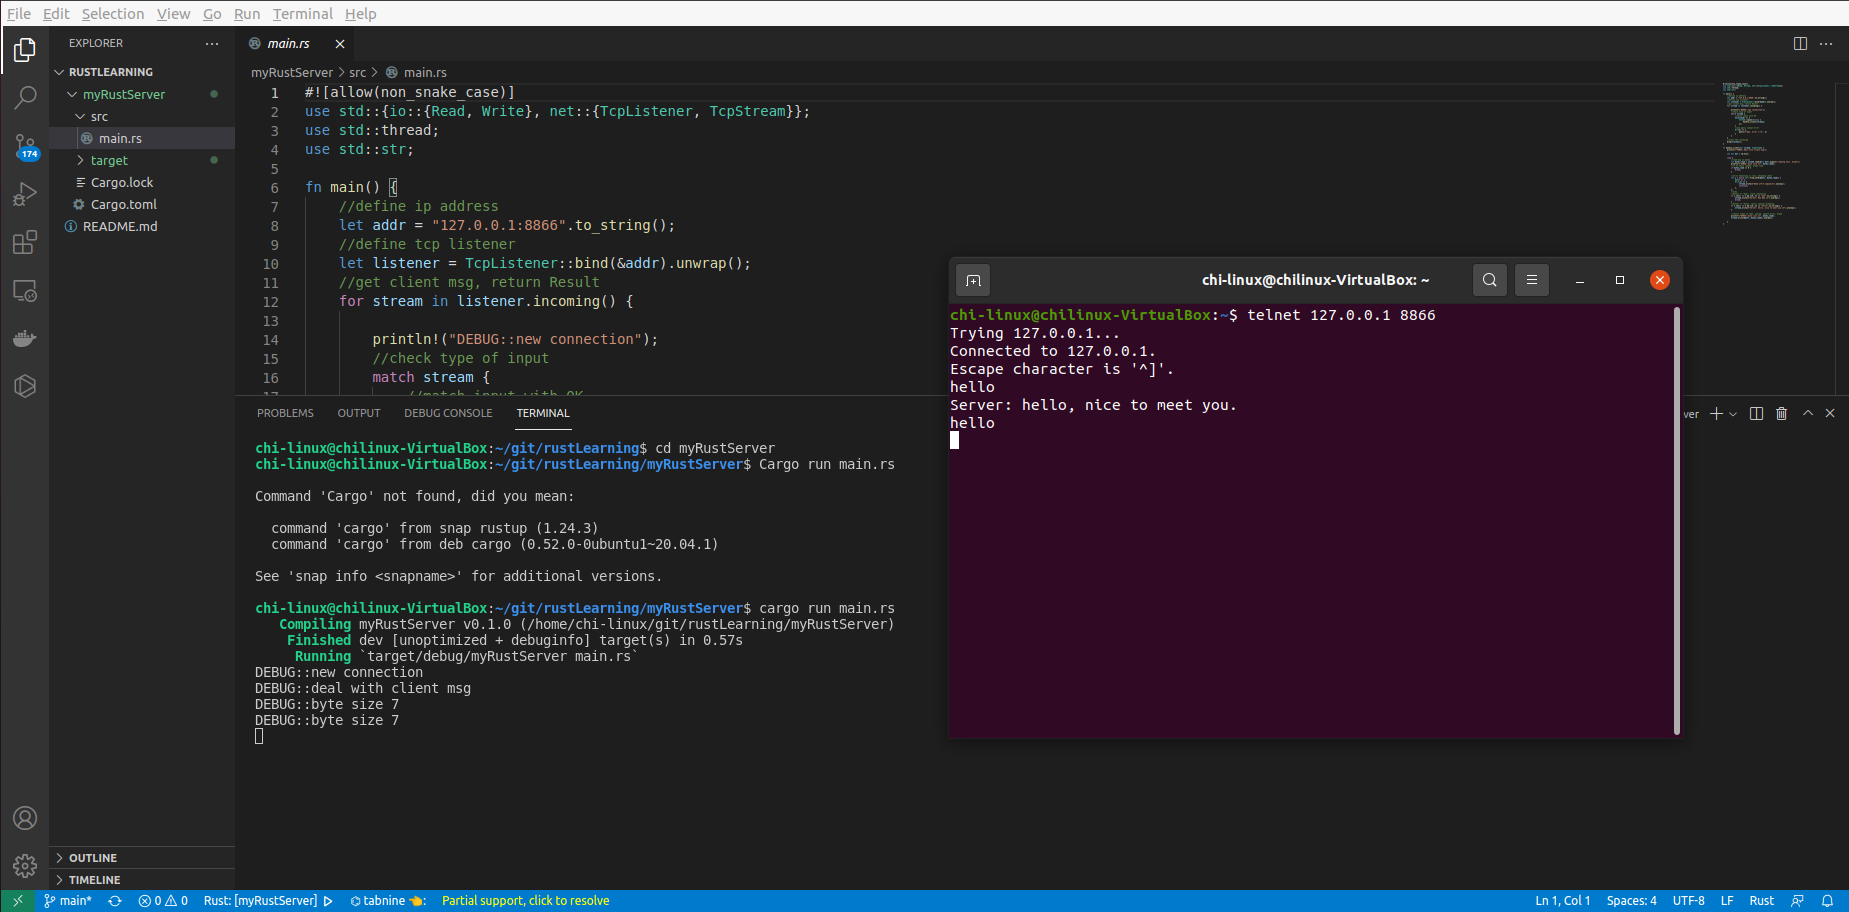 File Edit Selection View Go Run Terminal Help
EXPLORER
RUSTLEARNING
myRustServer
src
main.rs
target
Cargo.lock
Cargo.toml
README.md
OUTLINE
TIMELINE
174
main.rs
myRustServer > src > main.rs
1 #![allow(non_snake_case)]
2 use std::{io::{Read, Write}, net::{TcpListener, TcpStream}};
3 use std::thread;
4 use std::str;
5
6 fn main() {
7 //define ip address
8 let addr = "127.0.0.1:8866".to_string();
9 //define tcp listener
10 let listener = TcpListener::bind(&addr).unwrap();
11 //get client msg, return Result
12 for stream in listener.incoming() {
13
14 println!("DEBUG::new connection");
15 //check type of input
16 match stream {
17 //match input with OK
PROBLEMS OUTPUT DEBUG CONSOLE TERMINAL
ver
chi-linux@chilinux-VirtualBox:~/git/rustLearning$ cd myRustServer
chi-linux@chilinux-VirtualBox:~/git/rustLearning/myRustServer$ Cargo run main.rs
Command 'Cargo' not found, did you mean:
command 'cargo' from snap rustup (1.24.3)
command 'cargo' from deb cargo (0.52.0-0ubuntu1~20.04.1)
See 'snap info <snapname>' for additional versions.
chi-linux@chilinux-VirtualBox:~/git/rustLearning/myRustServer$ cargo run main.rs
Compiling myRustServer v0.1.0 (/home/chi-linux/git/rustLearning/myRustServer)
Finished dev [unoptimized + debuginfo] target(s) in 0.57s
Running `target/debug/myRustServer main.rs`
DEBUG::new connection
DEBUG::deal with client msg
DEBUG::byte size 7
DEBUG::byte size 7
chi-linux@chilinux-VirtualBox: ~
chi-linux@chilinux-VirtualBox:~$ telnet 127.0.0.1 8866
Trying 127.0.0.1...
Connected to 127.0.0.1.
Escape character is '^]'.
hello
Server: hello, nice to meet you.
hello
main* 0 0 Rust: [myRustServer] tabnine : Partial support, click to resolve
Ln 1, Col 1 Spaces: 4 UTF-8 LF Rust